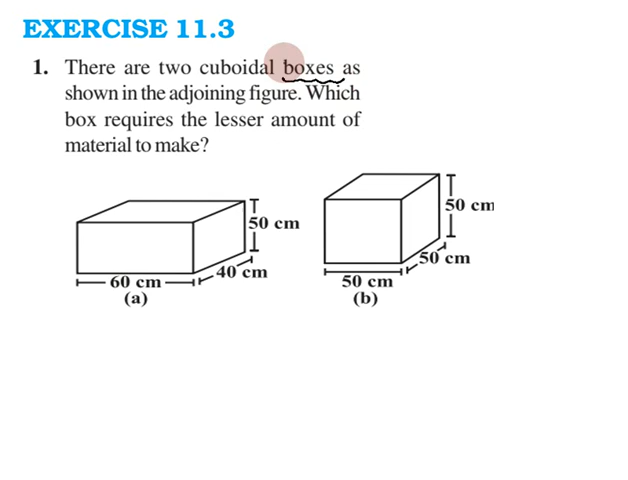 EXERCISE 11.3
1. There are two cuboidal boxes as
shown in the adjoining figure. Which
box requires the lesser amount of
material to make?
50 cm
50 cm
40 cm
50 cm
60 cm
50 cm
(a)
(b)